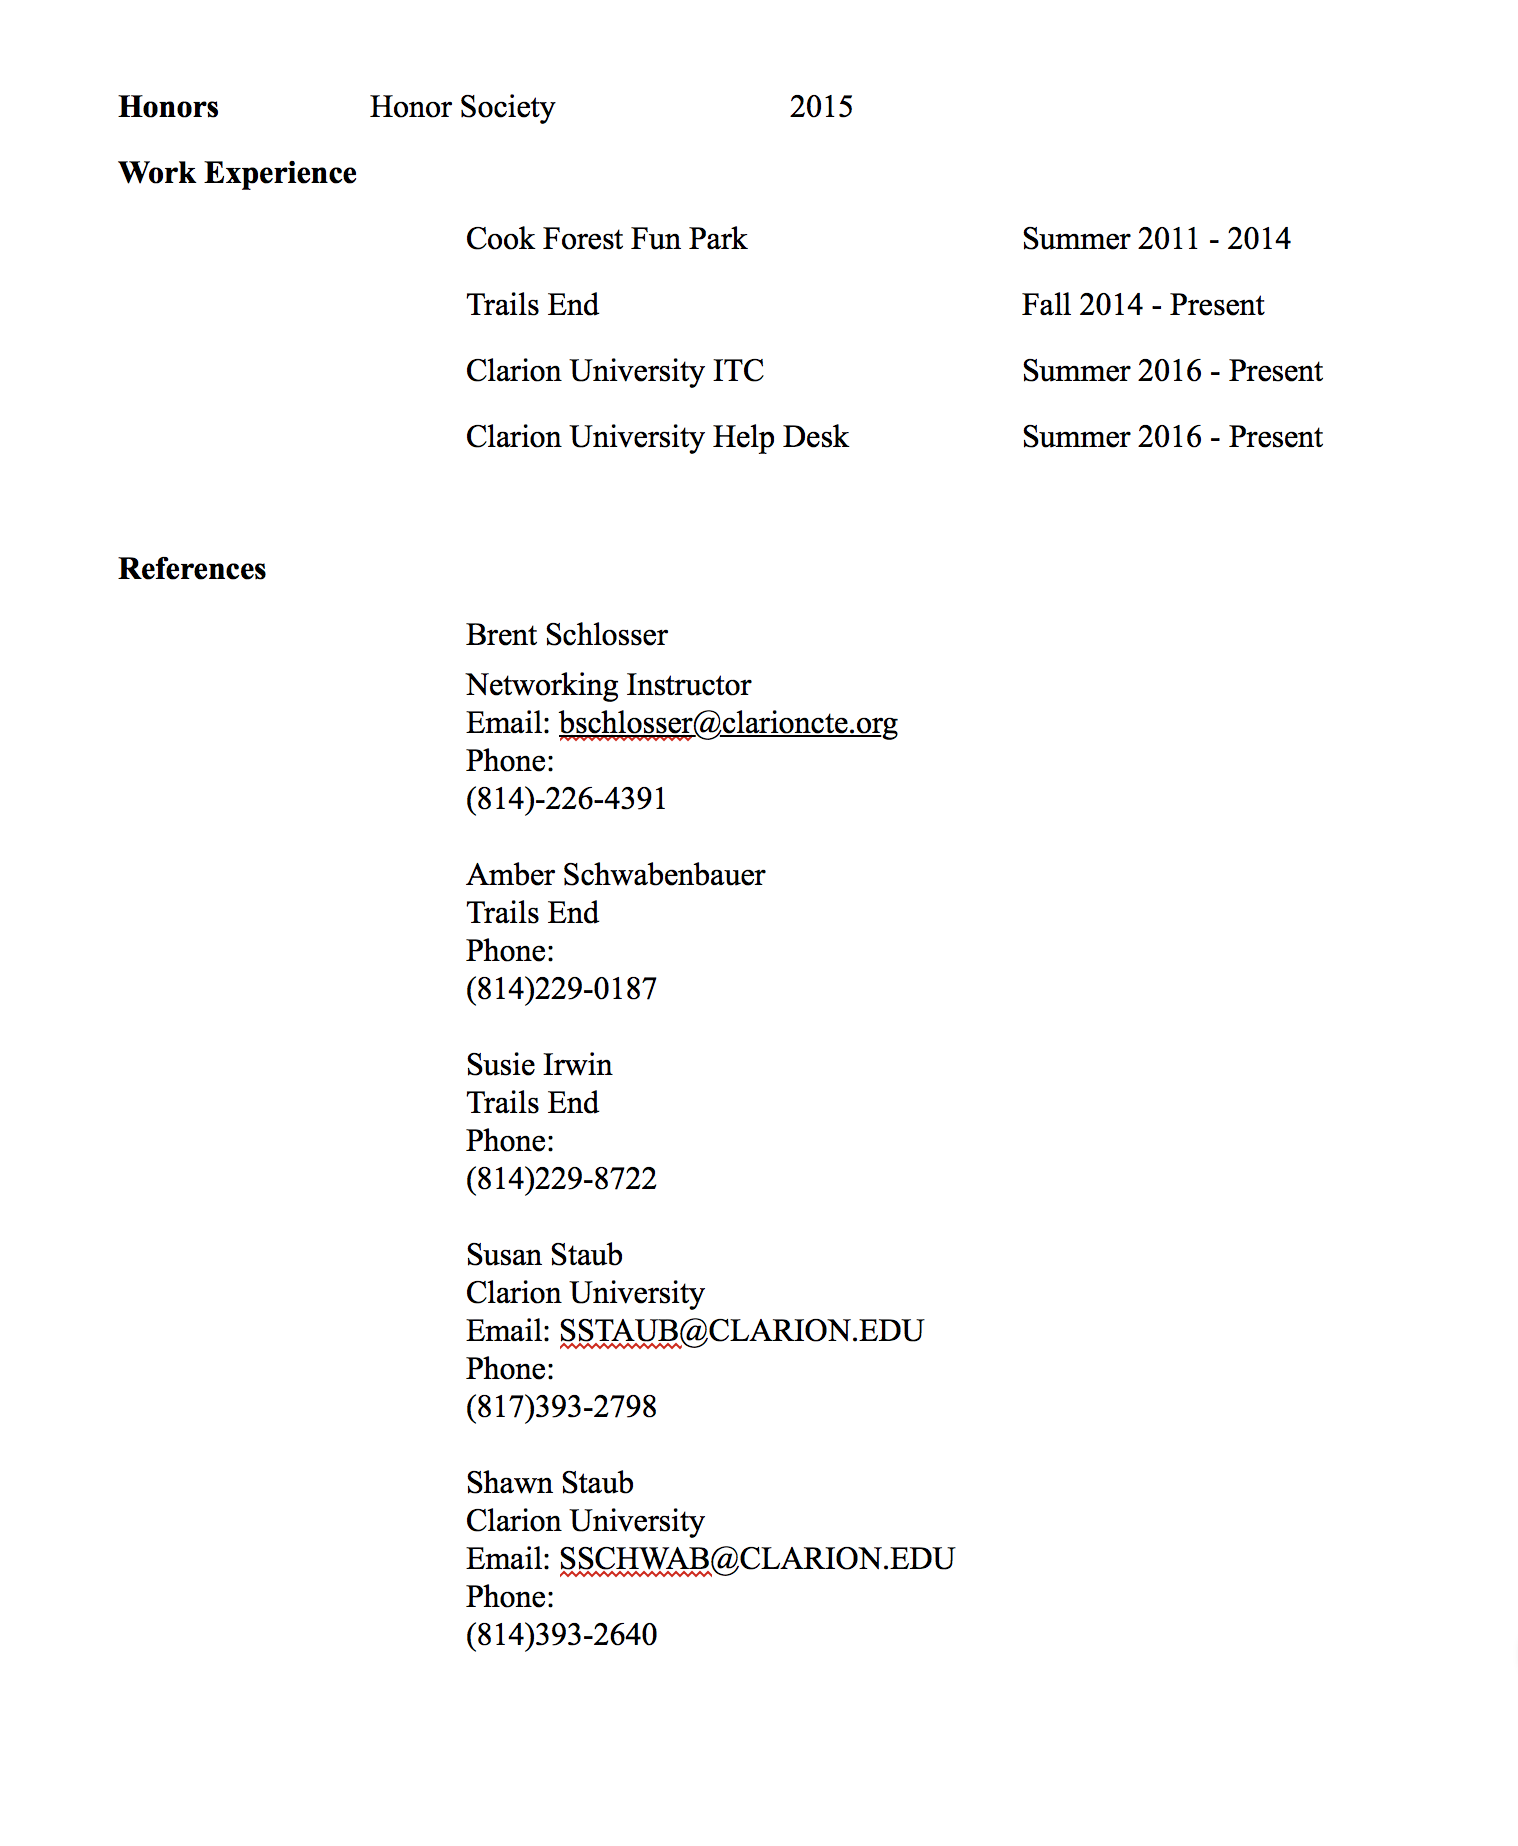 Honors Honor Society 2015
Work Experience
Cook Forest Fun Park Summer 2011 - 2014
Trails End Fall 2014 - Present
Clarion University ITC Summer 2016 - Present
Clarion University Help Desk Summer 2016 - Present
References
Brent Schlosser
Networking Instructor
Email: bschlosser@clarioncte.org
Phone:
(814)-226-4391
Amber Schwabenbauer
Trails End
Phone:
(814)229-0187
Susie Irwin
Trails End
Phone:
(814)229-8722
Susan Staub
Clarion University
Email: SSTAUB@CLARION.EDU
Phone:
(817)393-2798
Shawn Staub
Clarion University
Email: SSCHWAB@CLARION.EDU
Phone:
(814)393-2640